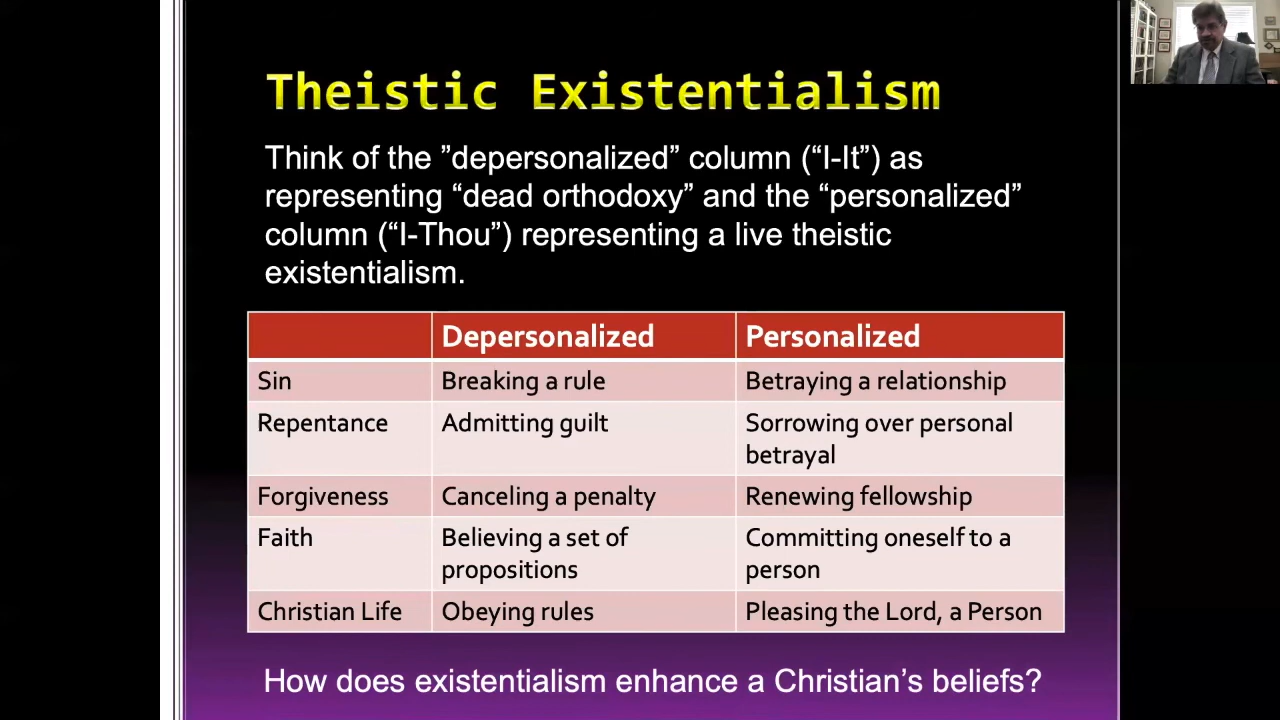 Theistic Existentialism
Think of the ”depersonalized” column (“I-It”) as
representing “dead orthodoxy” and the “personalized”
column (“I-Thou”) representing a live theistic
existentialism.
Depersonalized Personalized
Sin Breaking a rule Betraying a relationship
Repentance Admitting guilt Sorrowing over personal
betrayal
Forgiveness Canceling a penalty Renewing fellowship
Faith Believing a set of Committing oneself to a
propositions person
Christian Life Obeying rules Pleasing the Lord, a Person
How does existentialism enhance a Christian’s beliefs?